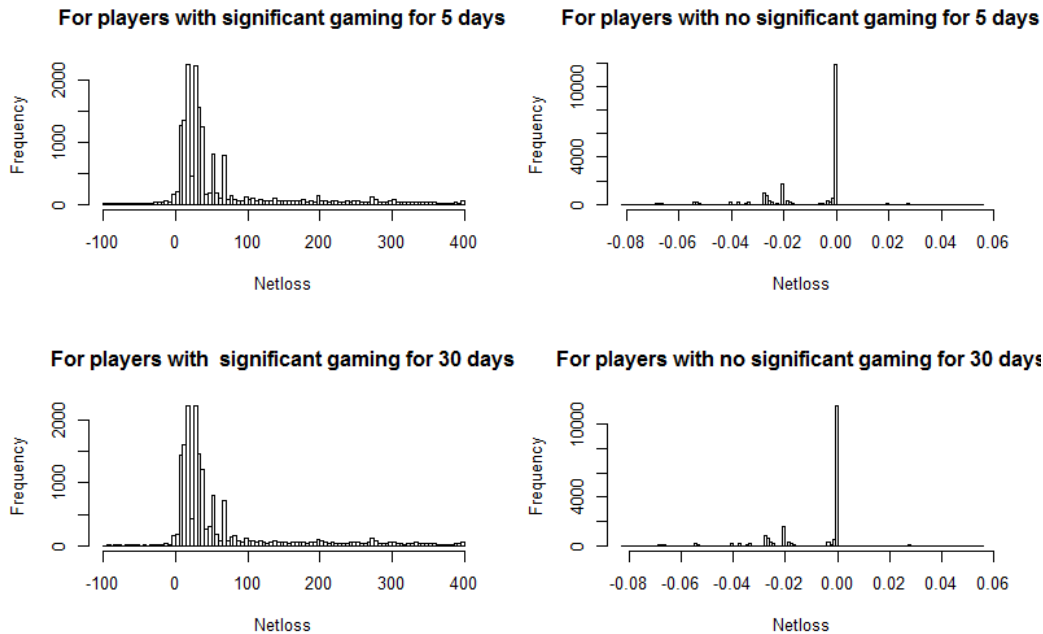 For players with significant gaming for 5 days
Frequency
2000
1000
0
-100 0 100 200 300 400
Netloss
For players with no significant gaming for 5 days
Frequency
10000
4000
0
-0.08 -0.06 -0.04 -0.02 0.00 0.02 0.04 0.06
Netloss
For players with  significant gaming for 30 days
Frequency
2000
1000
0
-100 0 100 200 300 400
Netloss
For players with no significant gaming for 30 days
Frequency
10000
4000
0
-0.08 -0.06 -0.04 -0.02 0.00 0.02 0.04 0.06
Netloss